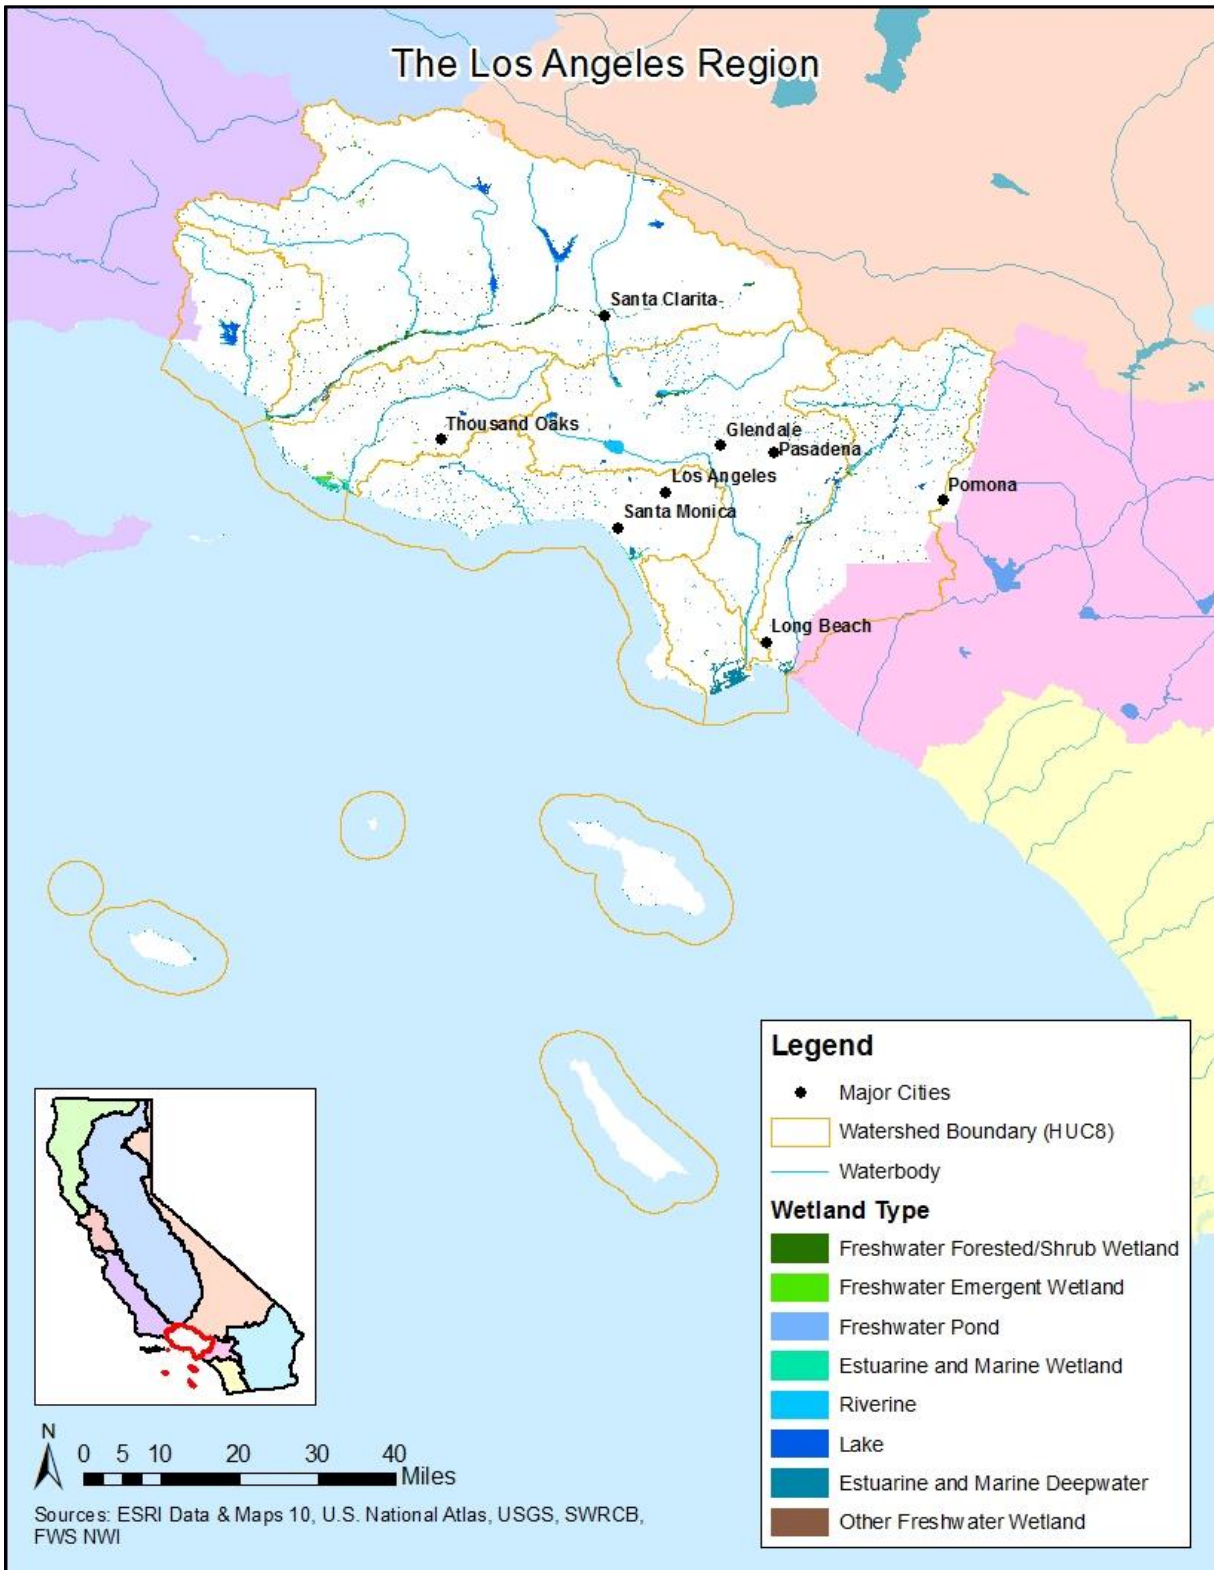 The Los Angeles Region
Santa Clarita
Thousand Oaks
Glendale
Pasadena
Los Angeles
Pomona
Santa Monica
Long Beach
Legend
Major Cities
Watershed Boundary (HUC8)
Waterbody
Wetland Type
Freshwater Forested/Shrub Wetland
Freshwater Emergent Wetland
Freshwater Pond
Estuarine and Marine Wetland
Riverine
Lake
Estuarine and Marine Deepwater
Other Freshwater Wetland
N
0 5 10 20 30 40
Miles
Sources: ESRI Data & Maps 10, U.S. National Atlas, USGS, SWRCB,
FWS NWI